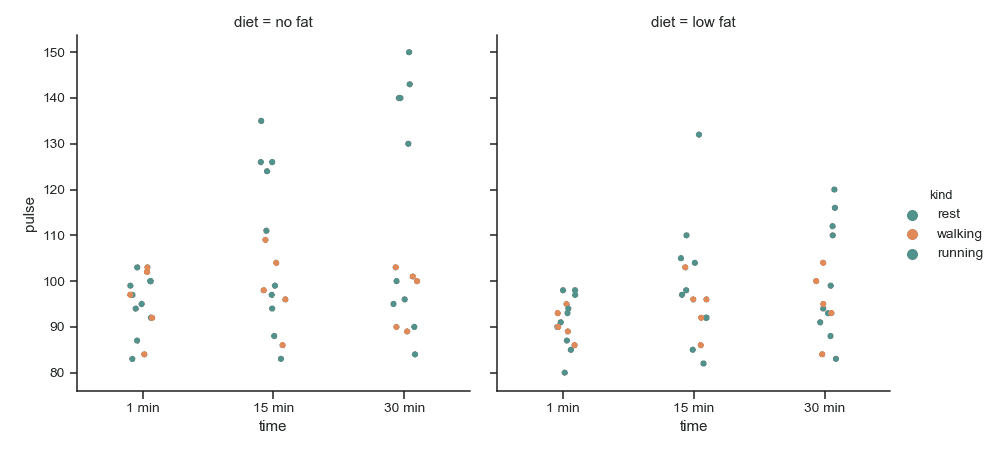 diet = no fat
diet = low fat
150
140
130
120
110
100
90
80
pulse
1 min
15 min
30 min
time
1 min
15 min
30 min
time
kind
rest
walking
running